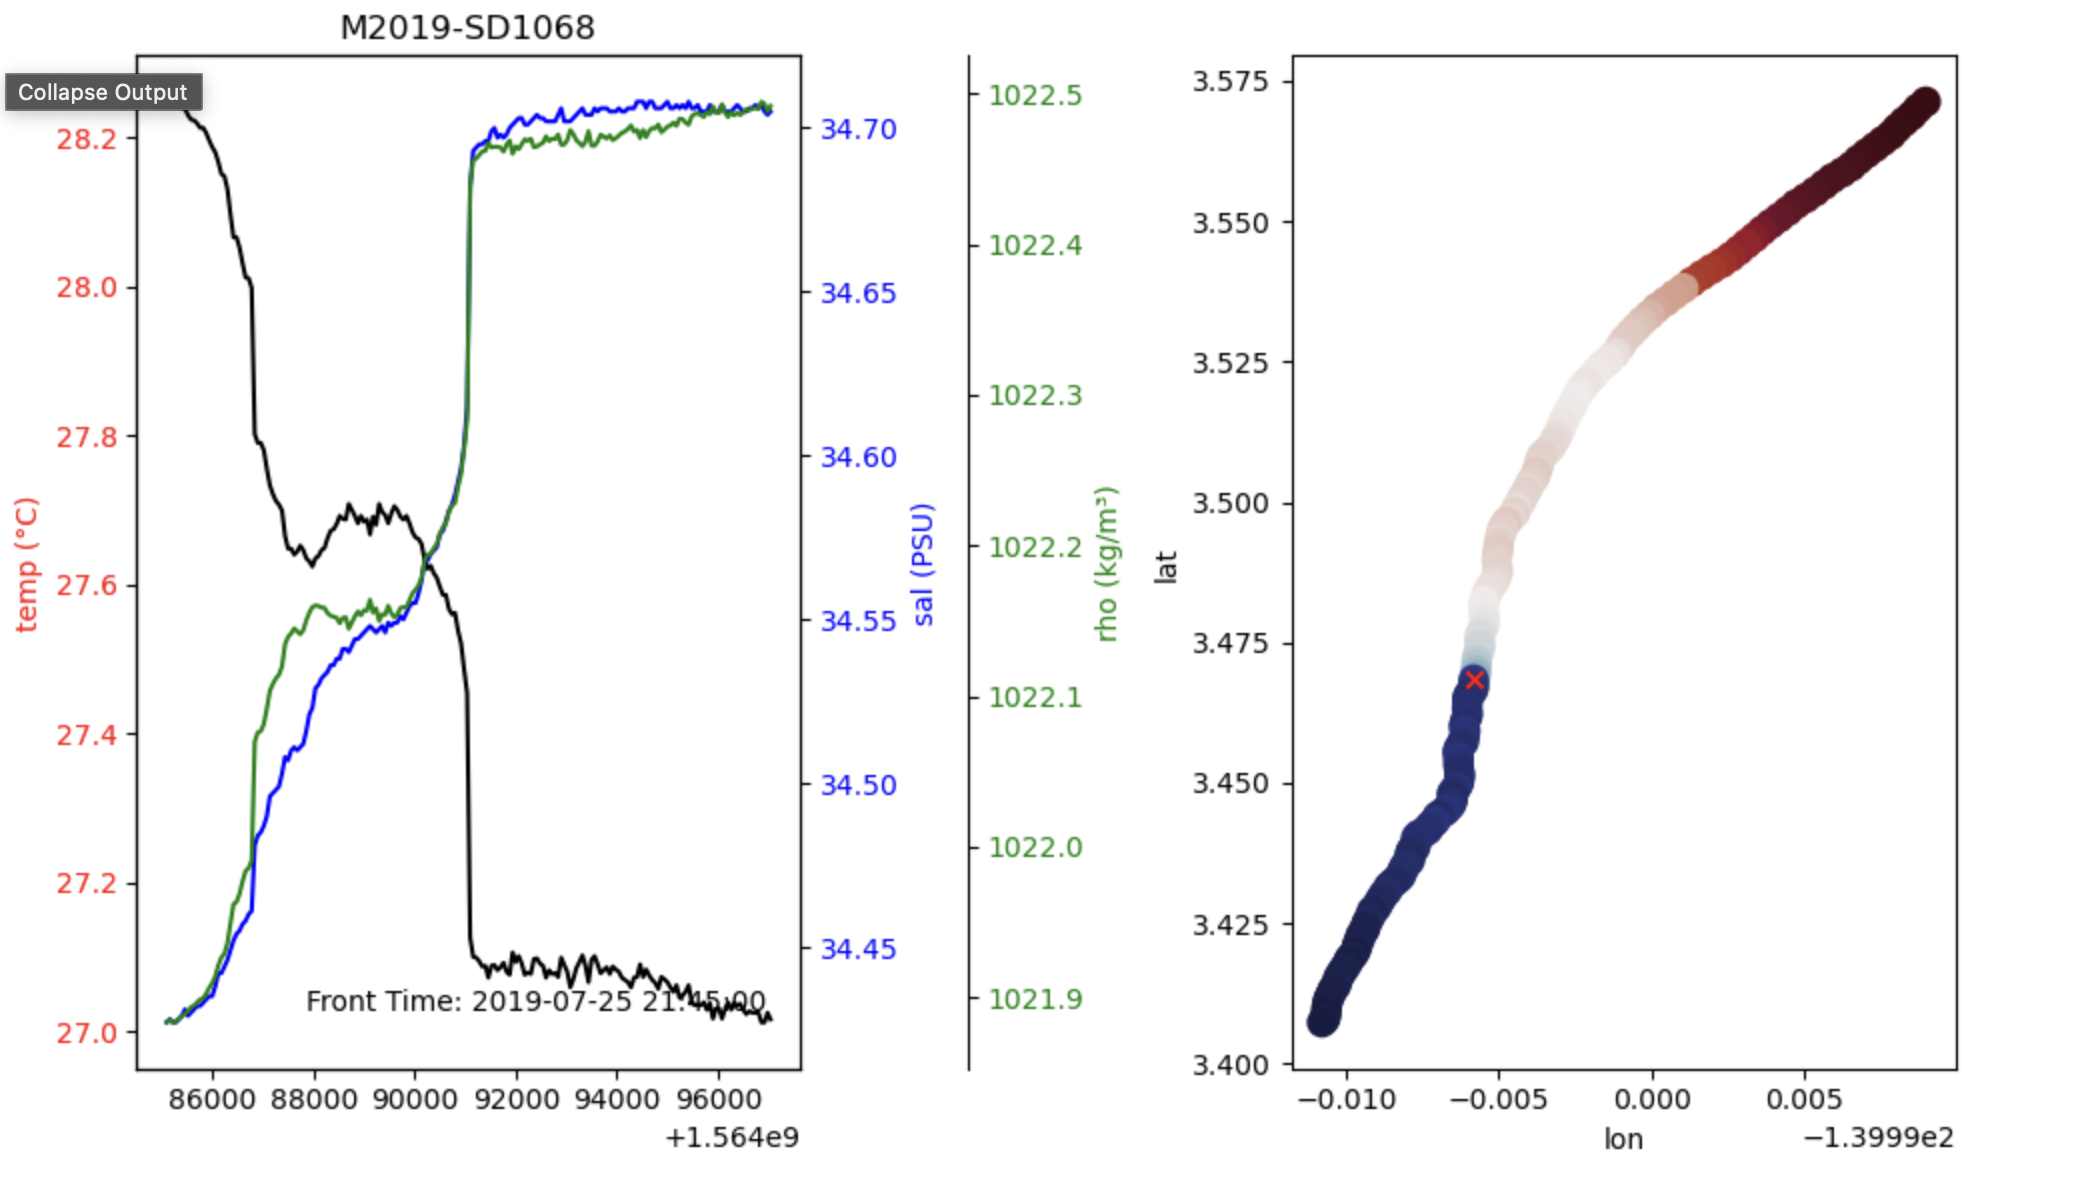 M2019-SD1068
Collapse Output
28.2
28.0
27.8
27.6
27.4
27.2
27.0
temp (°C)
34.70
34.65
34.60
34.55
34.50
34.45
sal (PSU)
1022.5
1022.4
1022.3
1022.2
1022.1
1022.0
1021.9
rho (kg/m³)
Front Time: 2019-07-25 21:45:00
86000 88000 90000 92000 94000 96000
+1.564e9
3.575
3.550
3.525
3.500
3.475
3.450
3.425
3.400
lat
−0.010 −0.005 0.000 0.005
lon
−1.3999e2